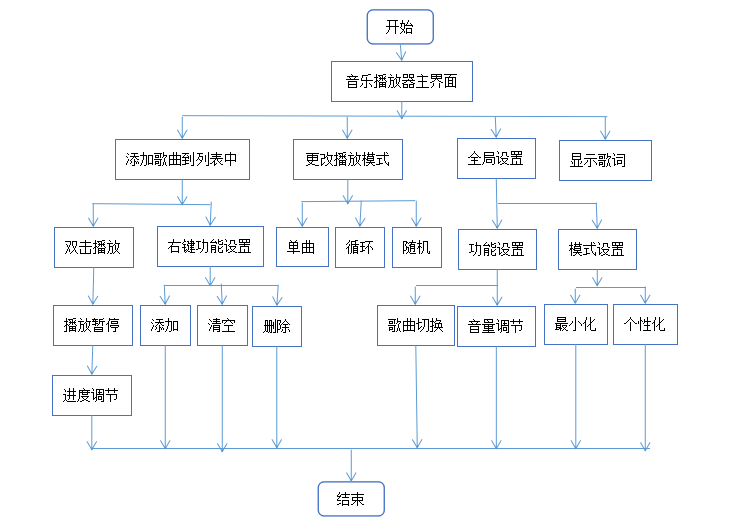 开始
音乐播放器主界面
添加歌曲到列表中
更改播放模式
全局设置
显示歌词
双击播放
右键功能设置
单曲
循环
随机
功能设置
模式设置
播放暂停
添加
清空
删除
歌曲切换
音量调节
最小化
个性化
进度调节
结束